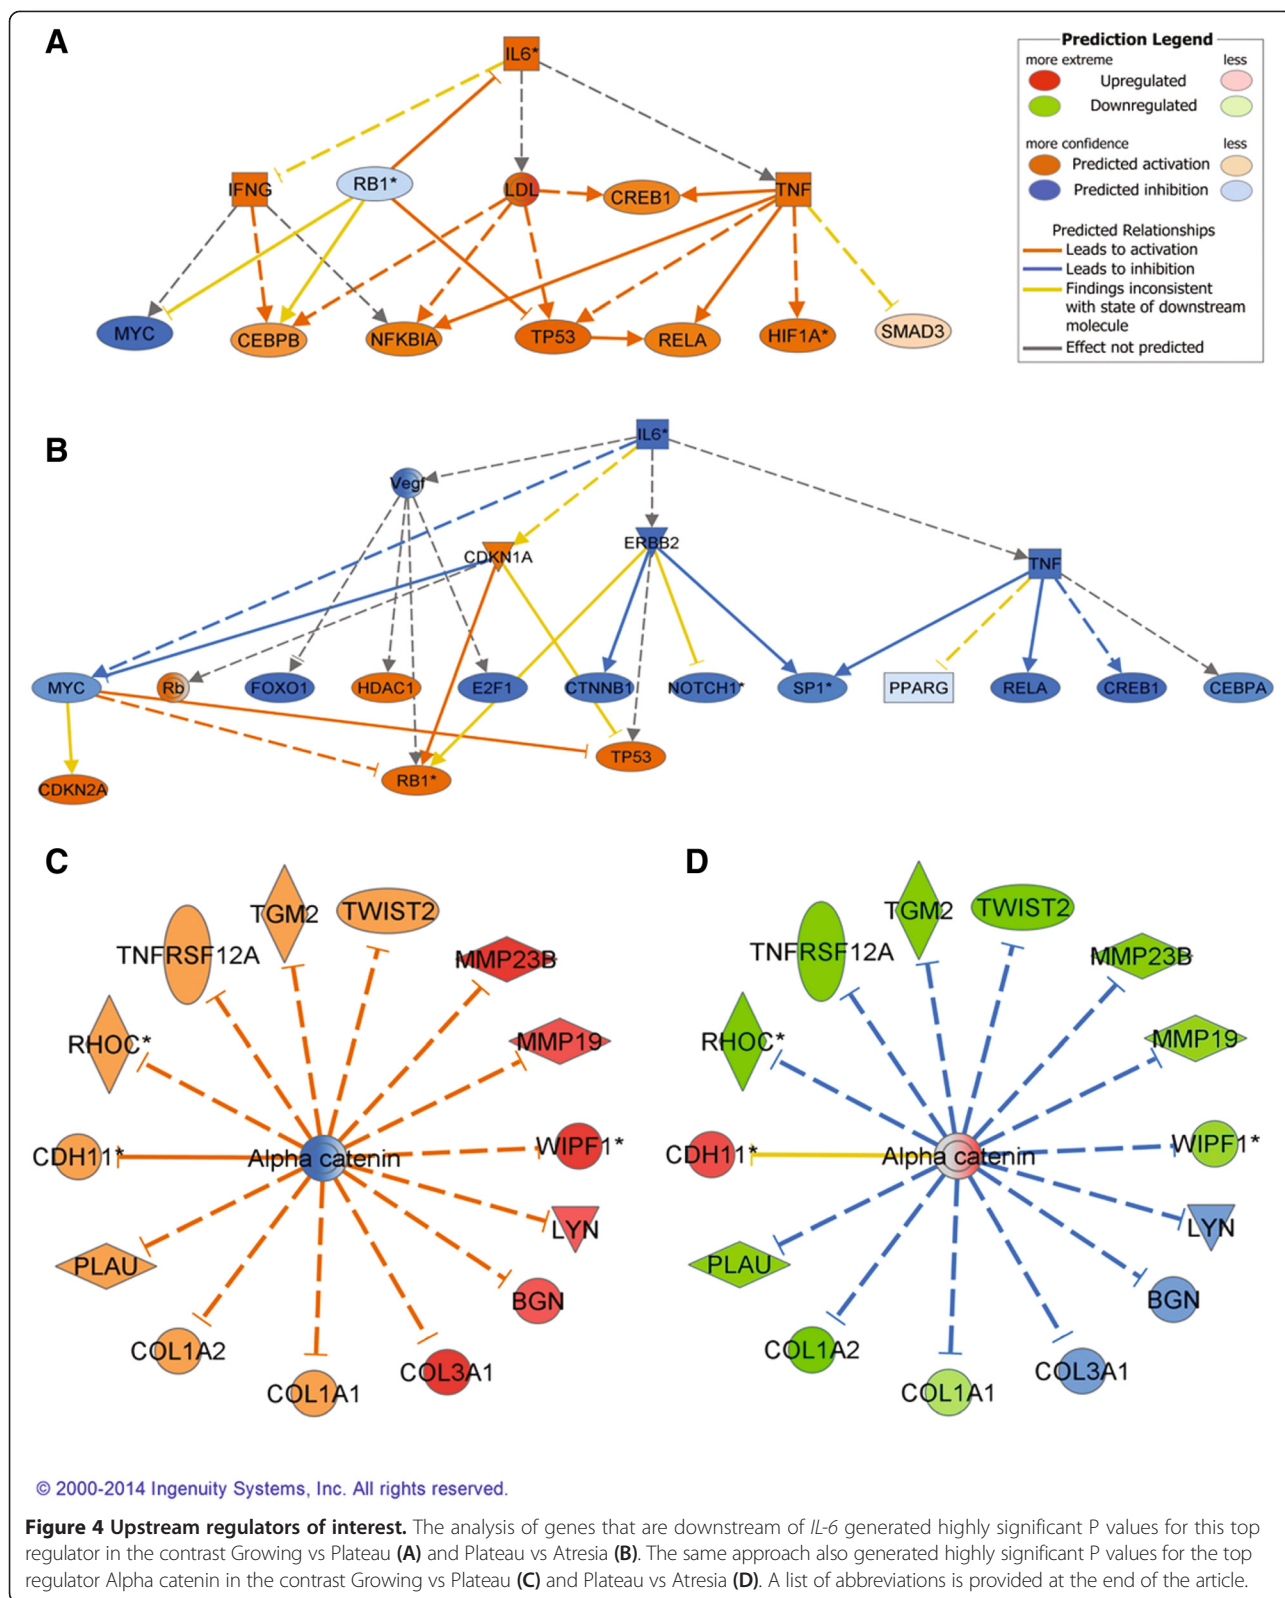 A
IL6*
IFNG
RB1*
LDL
CREB1
TNF
MYC
CEBPB
NFKBIA
TP53
RELA
HIF1A*
SMAD3
Prediction Legend
more extreme less
Upregulated
Downregulated
more confidence less
Predicted activation
Predicted inhibition
Predicted Relationships
Leads to activation
Leads to inhibition
Findings inconsistent
with state of downstream
molecule
Effect not predicted
B
IL6*
Vegf
CDKN1A
ERBB2
TNF
MYC
Rb
FOXO1
HDAC1
E2F1
CTNNB1
NOTCH1*
SP1*
PPARG
RELA
CREB1
CEBPA
CDKN2A
RB1*
TP53
C
TGM2
TWIST2
TNFRSF12A
MMP23B
RHOC*
MMP19
CDH11*
Alpha catenin
WIPF1*
LYN
PLAU
BGN
COL1A2
COL3A1
COL1A1
D
TGM2
TWIST2
TNFRSF12A
MMP23B
RHOC*
MMP19
CDH11*
Alpha catenin
WIPF1*
LYN
PLAU
BGN
COL1A2
COL3A1
COL1A1
© 2000-2014 Ingenuity Systems, Inc. All rights reserved.
Figure 4 Upstream regulators of interest. The analysis of genes that are downstream of IL-6 generated highly significant P values for this top
regulator in the contrast Growing vs Plateau (A) and Plateau vs Atresia (B). The same approach also generated highly significant P values for the top
regulator Alpha catenin in the contrast Growing vs Plateau (C) and Plateau vs Atresia (D). A list of abbreviations is provided at the end of the article.